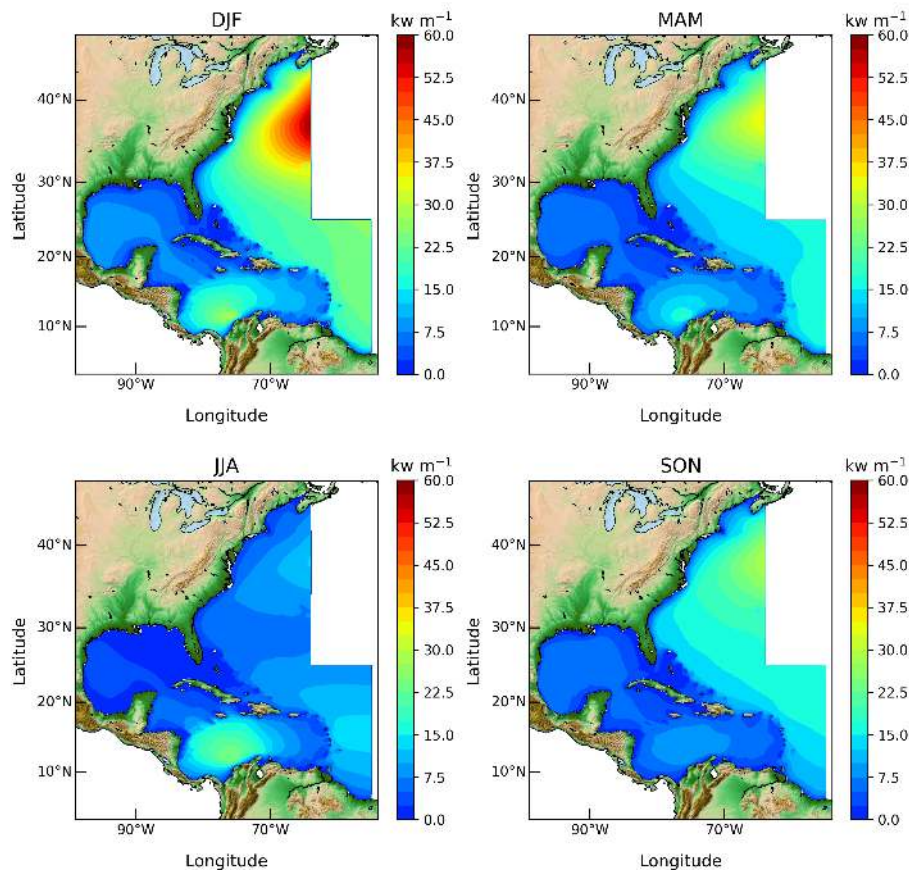 DJF
kw m⁻¹
40°N
30°N
20°N
10°N
Latitude
90°W
70°W
Longitude
60.0
52.5
45.0
37.5
30.0
22.5
15.0
7.5
0.0
MAM
kw m⁻¹
40°N
30°N
20°N
10°N
Latitude
90°W
70°W
Longitude
60.0
52.5
45.0
37.5
30.0
22.5
15.0
7.5
0.0
JJA
kw m⁻¹
40°N
30°N
20°N
10°N
Latitude
90°W
70°W
Longitude
60.0
52.5
45.0
37.5
30.0
22.5
15.0
7.5
0.0
SON
kw m⁻¹
40°N
30°N
20°N
10°N
Latitude
90°W
70°W
Longitude
60.0
52.5
45.0
37.5
30.0
22.5
15.0
7.5
0.0